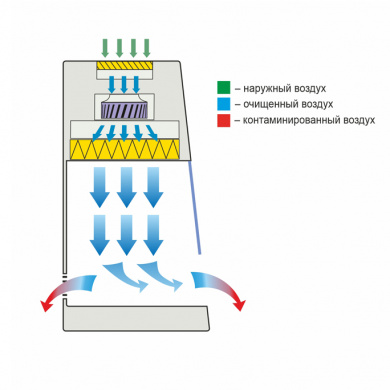 – наружный воздух
– очищенный воздух
– контаминированный воздух